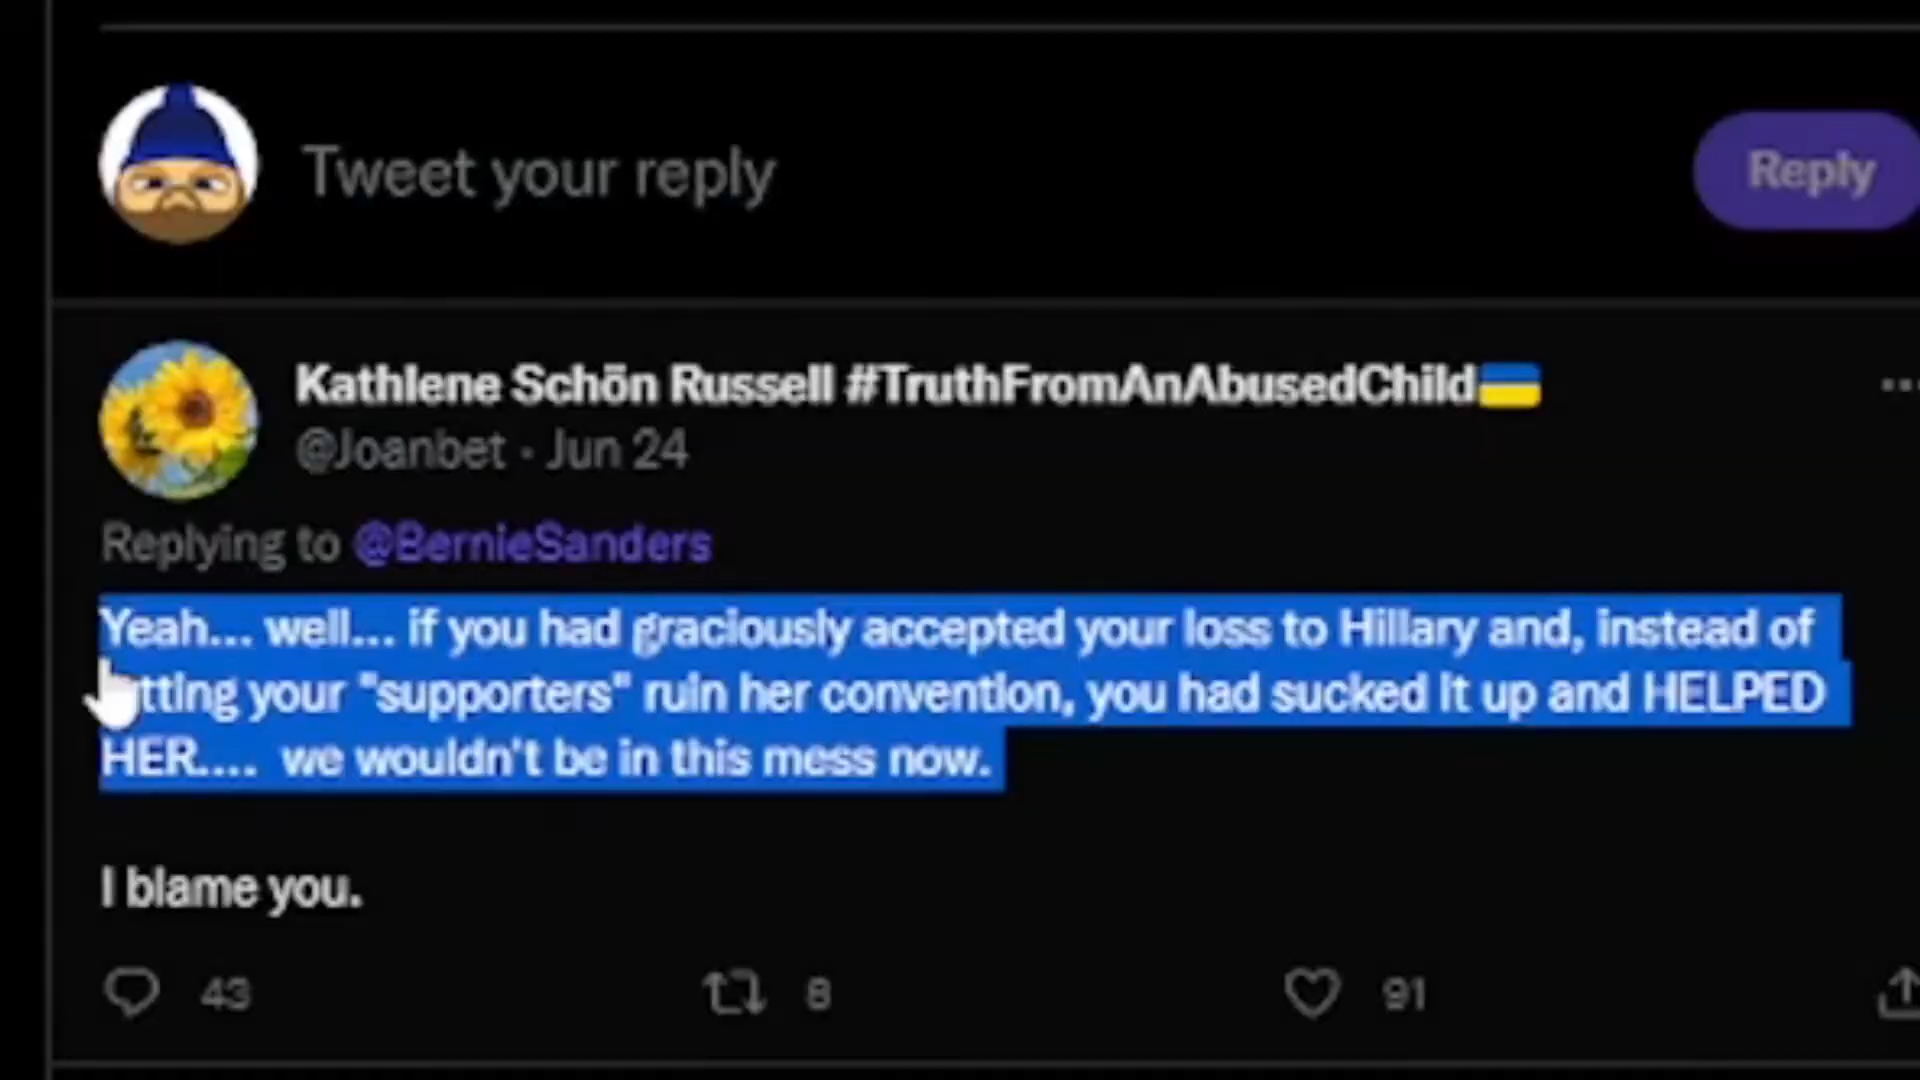 Tweet your reply
Reply
Kathlene Schön Russell #TruthFromAnAbusedChild
@Joanbet · Jun 24
Replying to @BernieSanders
Yeah... well... if you had graciously accepted your loss to Hillary and, instead of
your "supporters" ruin her convention, you had sucked it up and HELPED
HER.... we wouldn't be in this mess now.
I blame you.
43
8
91